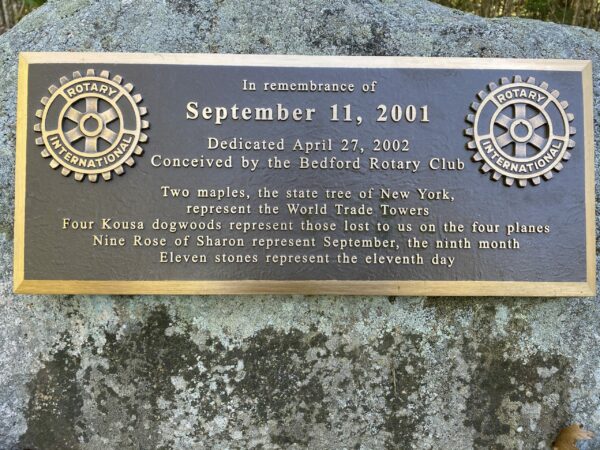 In remembrance of
September 11, 2001
Dedicated April 27, 2002
Conceived by the Bedford Rotary Club
Two maples, the state tree of New York,
represent the World Trade Towers
Four Kousa dogwoods represent those lost to us on the four planes
Nine Rose of Sharon represent September, the ninth month
Eleven stones represent the eleventh day
ROTARY
INTERNATIONAL
ROTARY
INTERNATIONAL